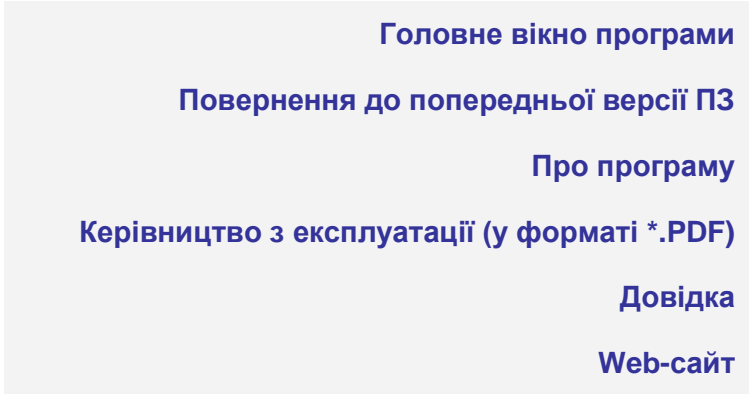 Головне вікно програми
Повернення до попередньої версії ПЗ
Про програму
Керівництво з експлуатації (у форматі *.PDF)
Довідка
Web-сайт